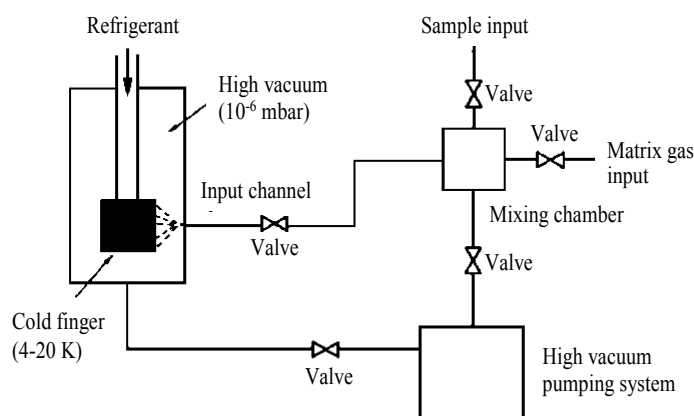 Refrigerant
Sample input
High vacuum
(10⁻⁶ mbar)
Valve
Valve
Matrix gas
input
Input channel
Mixing chamber
Valve
Valve
Cold finger
(4-20 K)
Valve
High vacuum
pumping system